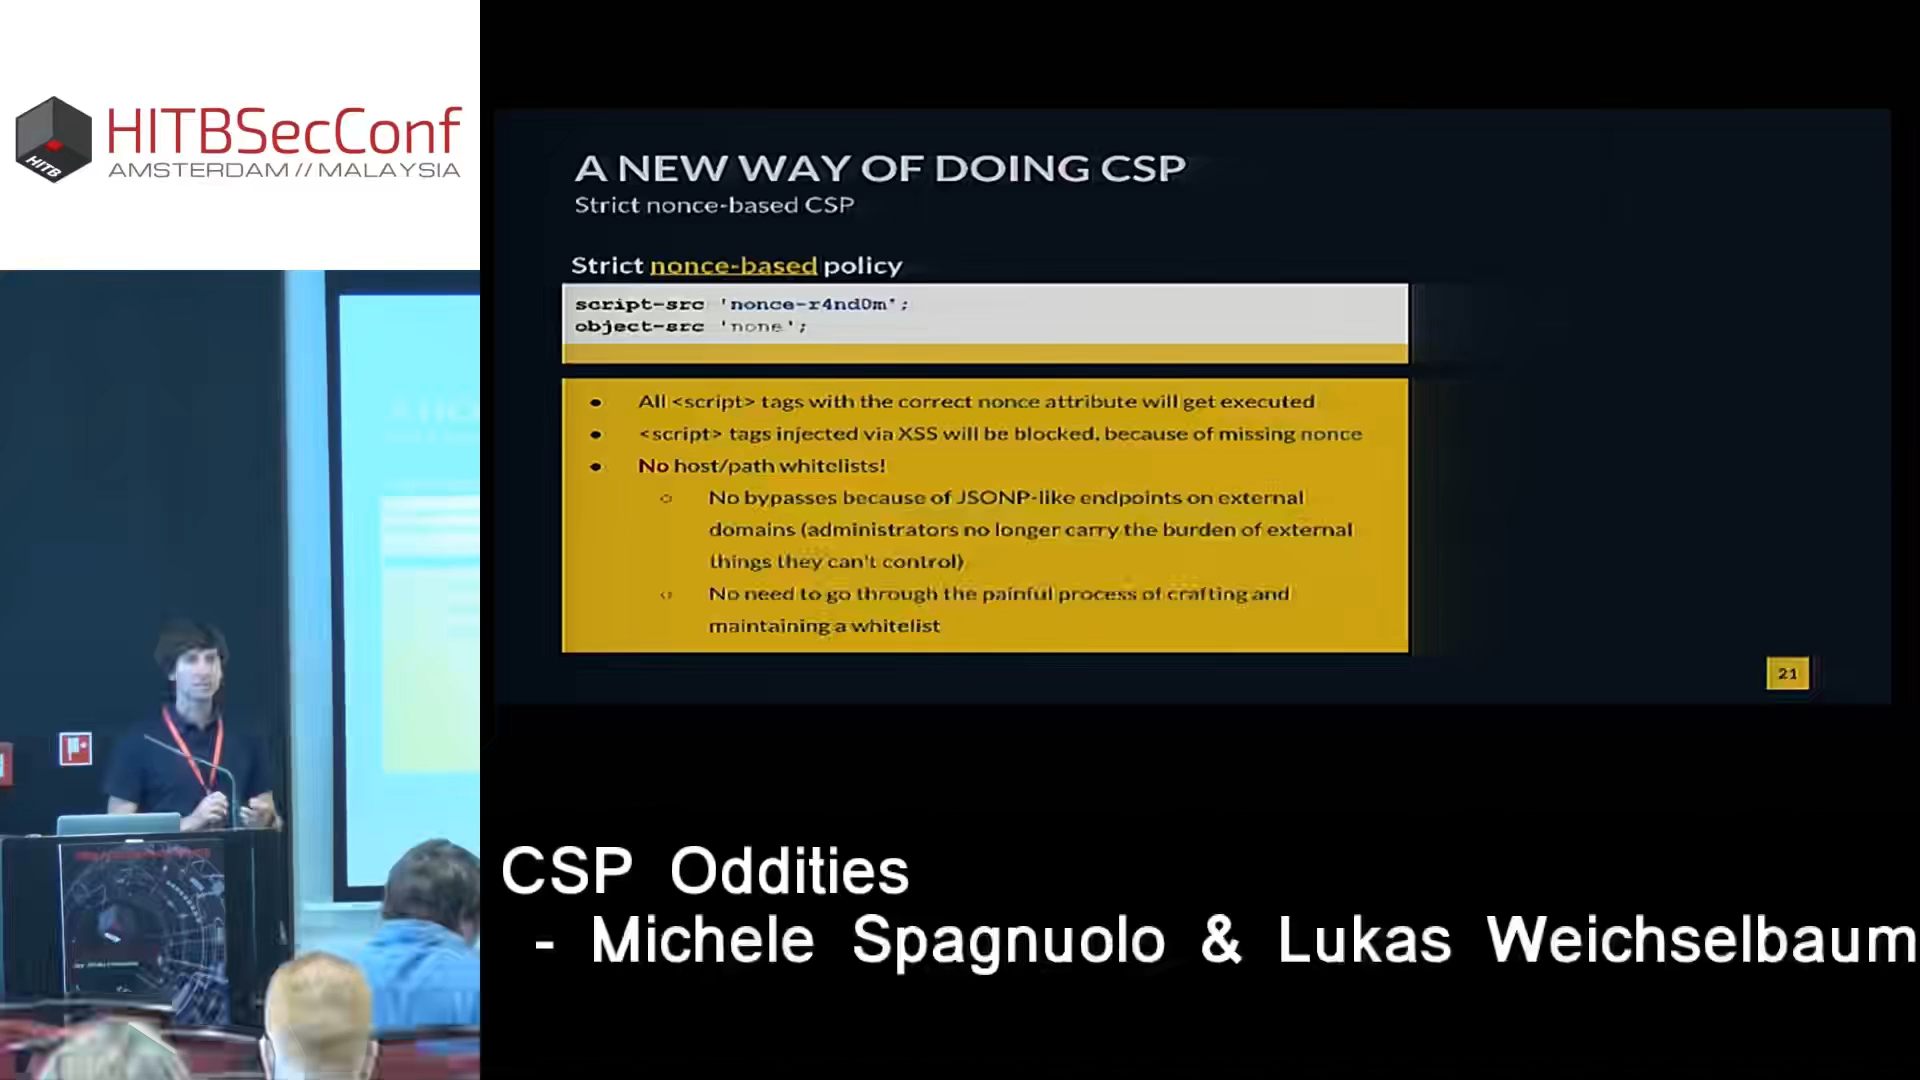 HITBSecConf
AMSTERDAM // MALAYSIA
HITB
A NEW WAY OF DOING CSP
Strict nonce-based CSP
Strict nonce-based policy
script-src 'nonce-r4nd0m';
object-src 'none';
All <script> tags with the correct nonce attribute will get executed
<script> tags injected via XSS will be blocked, because of missing nonce
No host/path whitelists!
No bypasses because of JSONP-like endpoints on external
domains (administrators no longer carry the burden of external
things they can't control)
No need to go through the painful process of crafting and
maintaining a whitelist
21
CSP Oddities
- Michele Spagnuolo & Lukas Weichselbaum